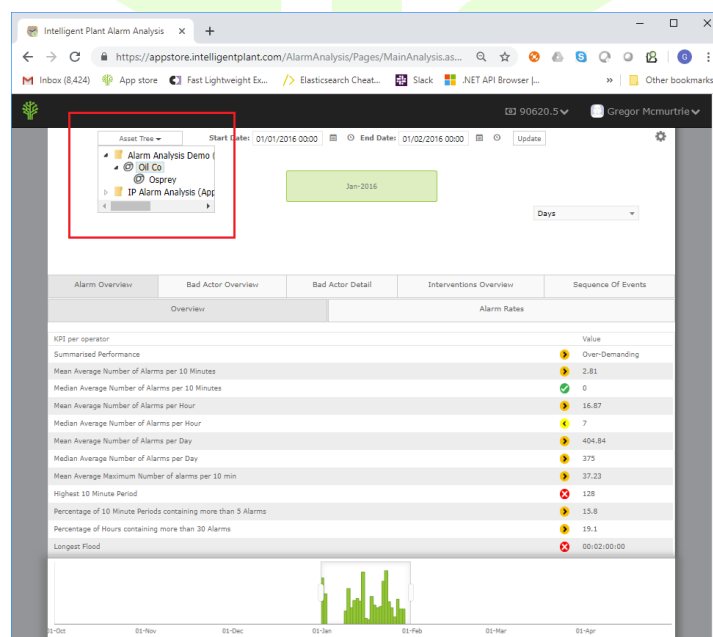 Intelligent Plant Alarm Analysis
https://appstore.intelligentplant.com/AlarmAnalysis/Pages/MainAnalysis.as...
Inbox (8,424) App store Fast Lightweight Ex... Elasticsearch Cheat... Slack .NET API Browser |... » Other bookmarks
90620.5 Gregor Mcmurtrie
Asset Tree Start Date: 01/01/2016 00:00 End Date: 01/02/2016 00:00 Update
Alarm Analysis Demo (
Oil Co
Osprey
IP Alarm Analysis (App
Jan-2016
Days
Alarm Overview Bad Actor Overview Bad Actor Detail Interventions Overview Sequence Of Events
Overview Alarm Rates
KPI per operator Value
Summarised Performance Over-Demanding
Mean Average Number of Alarms per 10 Minutes 2.81
Median Average Number of Alarms per 10 Minutes 0
Mean Average Number of Alarms per Hour 16.87
Median Average Number of Alarms per Hour 7
Mean Average Number of Alarms per Day 404.84
Median Average Number of Alarms per Day 375
Mean Average Maximum Number of alarms per 10 min 37.23
Highest 10 Minute Period 128
Percentage of 10 Minute Periods containing more than 5 Alarms 15.8
Percentage of Hours containing more than 30 Alarms 19.1
Longest Flood 00:02:00:00
01-Oct 01-Nov 01-Dec 01-Jan 01-Feb 01-Mar 01-Apr